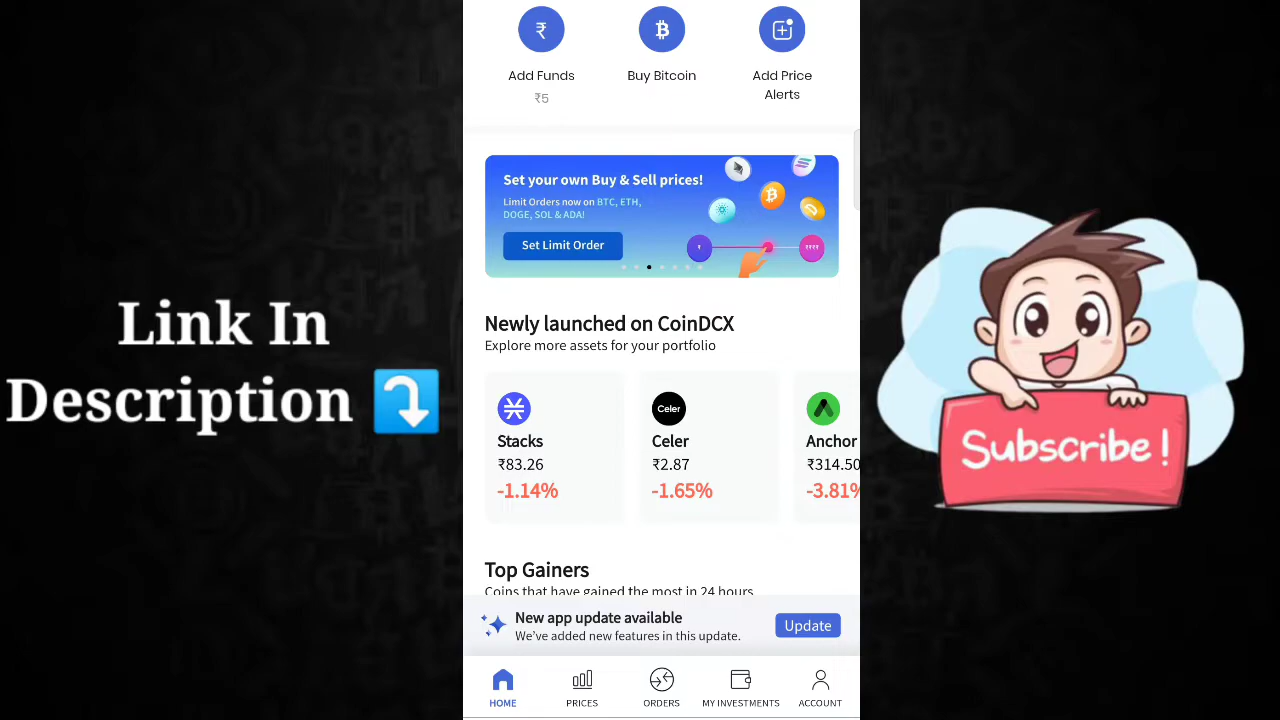 Link In
Description
Add Funds
₹5
Buy Bitcoin
Add Price
Alerts
Set your own Buy & Sell prices!
Limit Orders now on BTC, ETH,
DOGE, SOL & ADA!
Set Limit Order
₹
₹₹₹₹
Newly launched on CoinDCX
Explore more assets for your portfolio
Stacks
₹83.26
-1.14%
Celer
Celer
₹2.87
-1.65%
Anchor
₹314.50
-3.81%
Top Gainers
Coins that have gained the most in 24 hours
New app update available
We've added new features in this update.
Update
HOME
PRICES
ORDERS
MY INVESTMENTS
ACCOUNT
Subscribe !